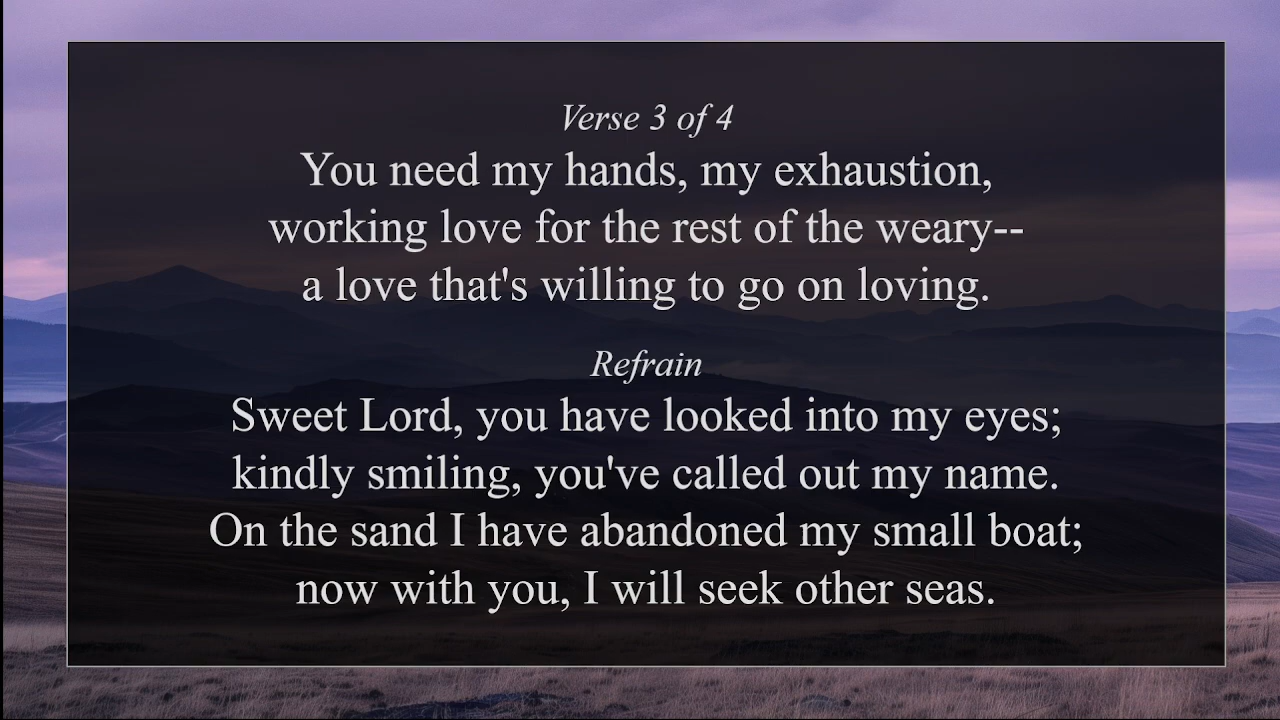 Verse 3 of 4
You need my hands, my exhaustion,
working love for the rest of the weary--
a love that's willing to go on loving.
Refrain
Sweet Lord, you have looked into my eyes;
kindly smiling, you've called out my name.
On the sand I have abandoned my small boat;
now with you, I will seek other seas.